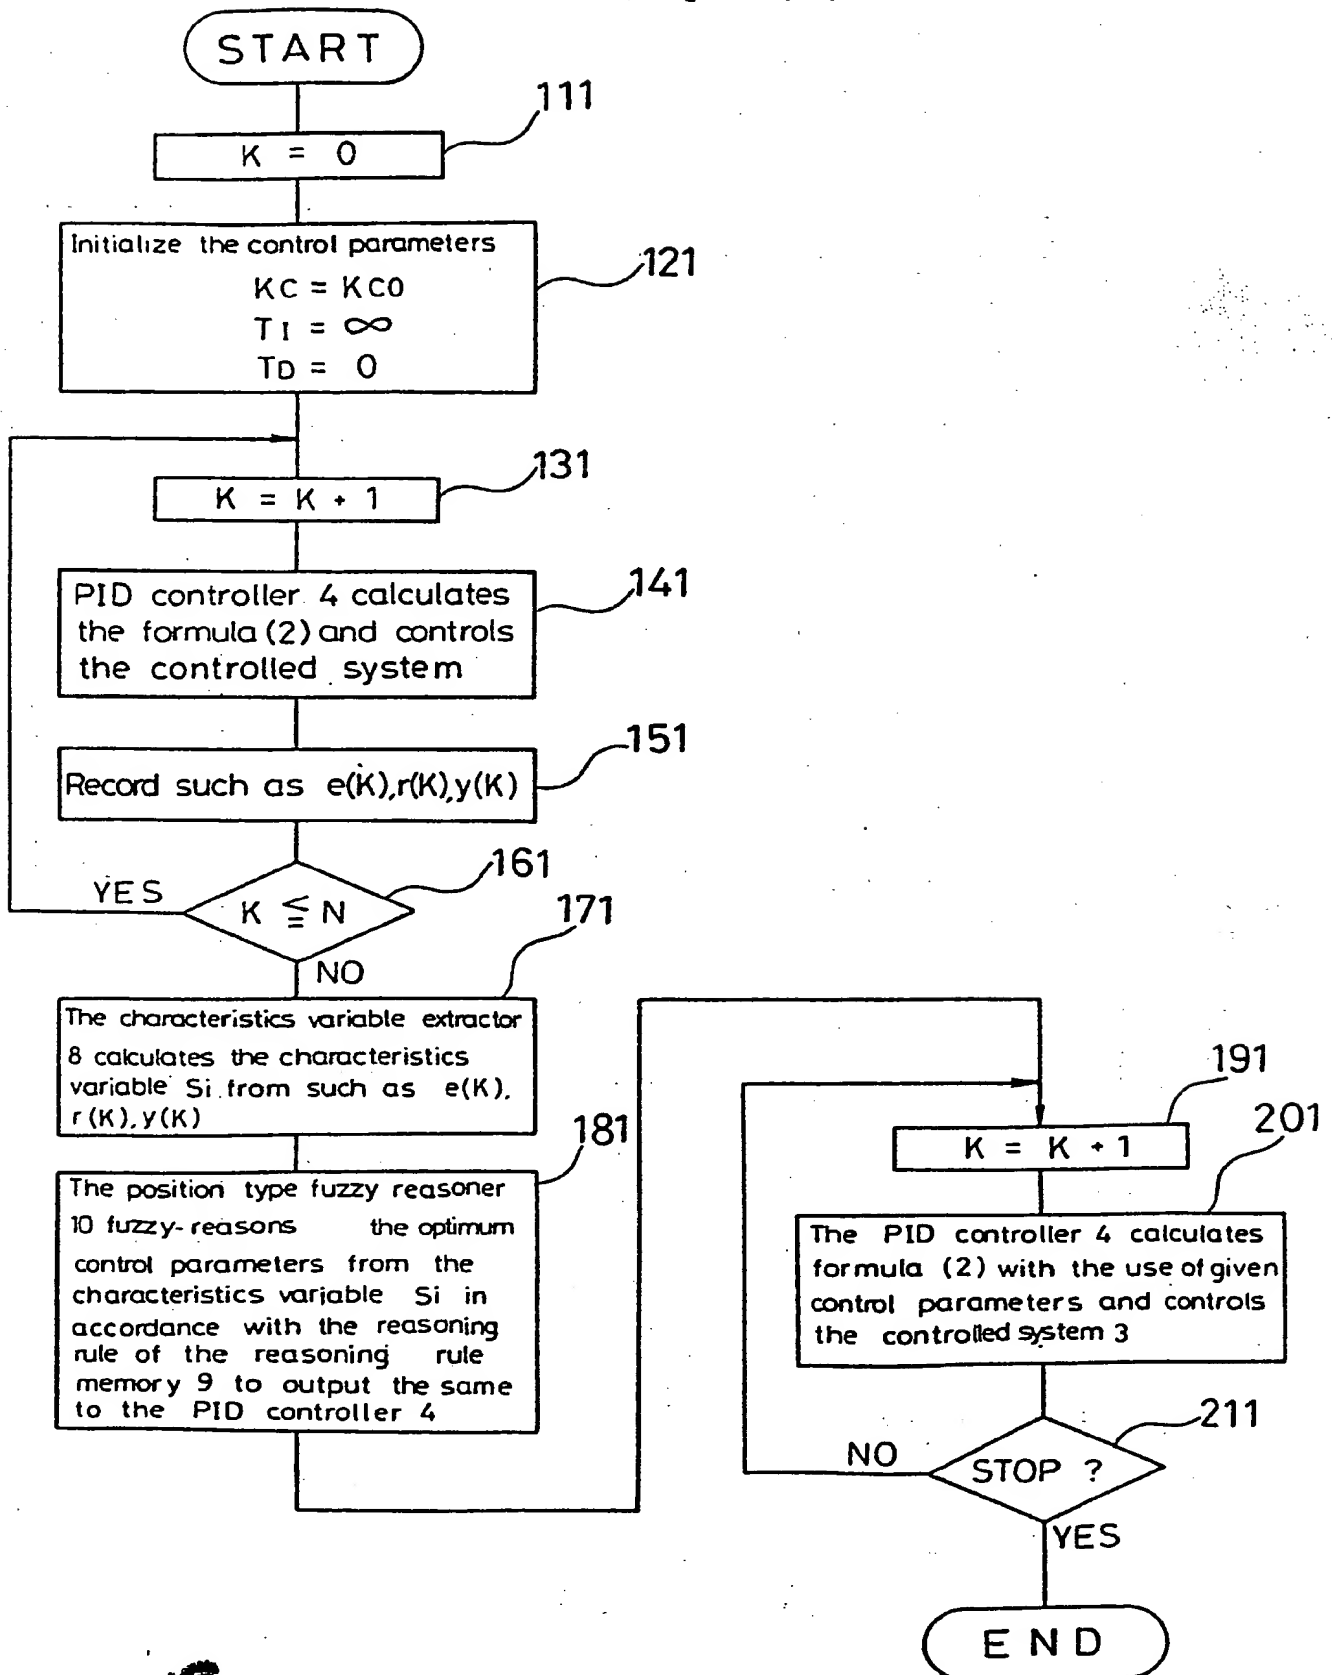 START
111
K = 0
Initialize the control parameters
121
KC = KC0
TI = ∞
TD = 0
131
K = K + 1
PID controller 4 calculates
141
the formula (2) and controls
the controlled system
151
Record such as e(K), r(K), y(K)
161
YES
K ≦ N
NO
171
The characteristics variable extractor
8 calculates the characteristics
variable Si from such as e(K),
r(K), y(K)
181
The position type fuzzy reasoner
10 fuzzy-reasons the optimum
control parameters from the
characteristics variable Si in
accordance with the reasoning
rule of the reasoning rule
memory 9 to output the same
to the PID controller 4
191
K = K + 1
201
The PID controller 4 calculates
formula (2) with the use of given
control parameters and controls
the controlled system 3
211
NO
STOP ?
YES
END